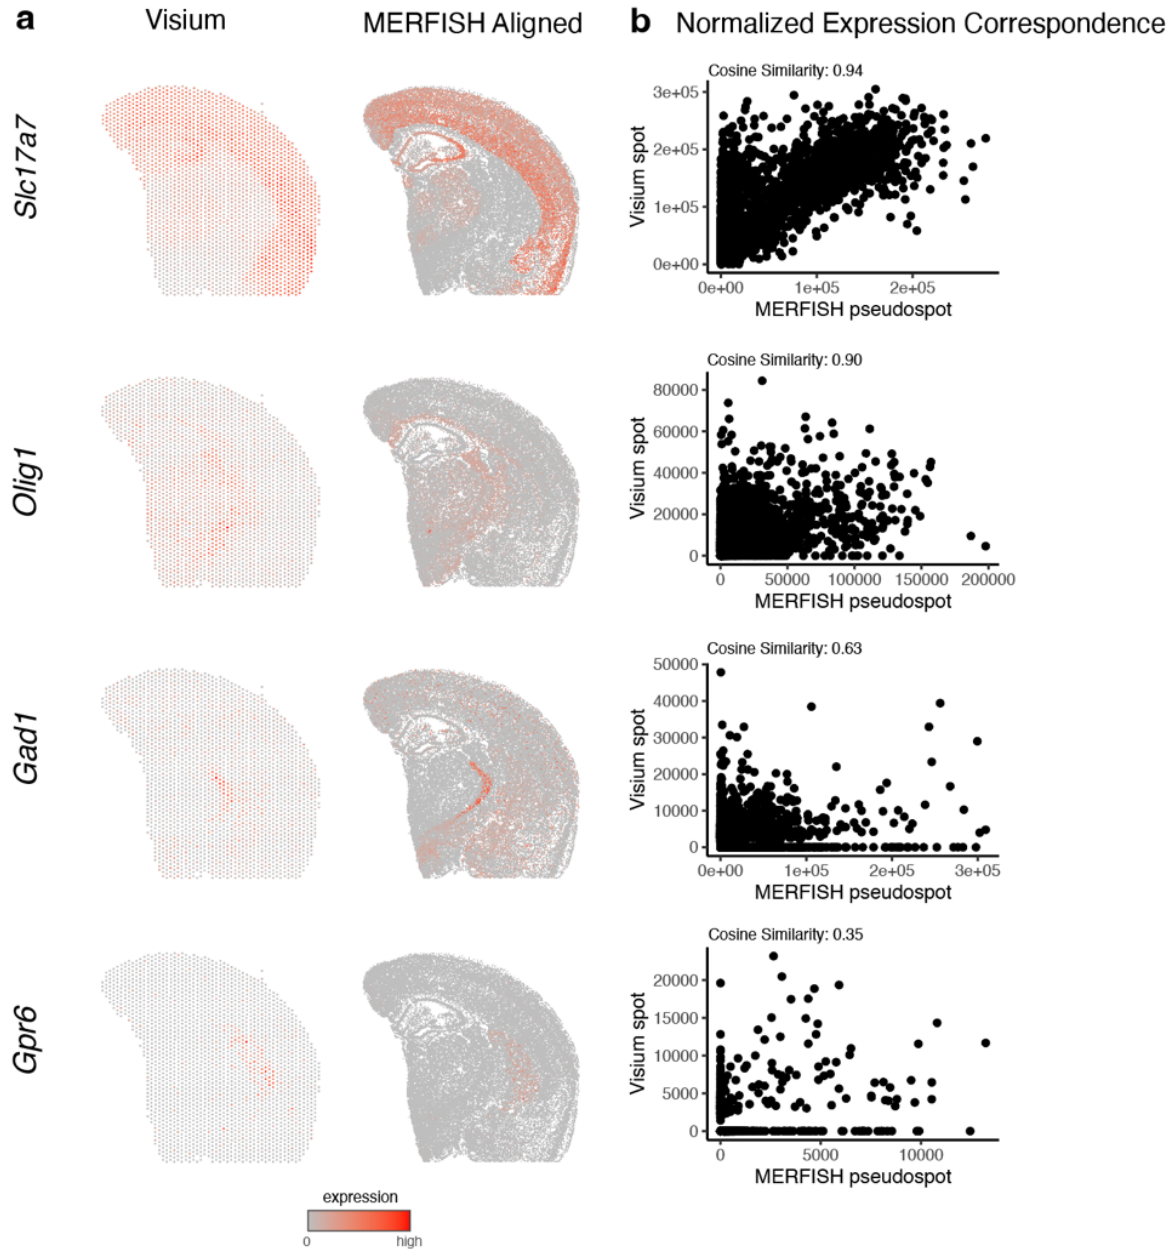 a Visium MERFISH Aligned b Normalized Expression Correspondence
Slc17a7
Cosine Similarity: 0.94
3e+05
2e+05
1e+05
0e+00
Visium spot
0e+00 1e+05 2e+05
MERFISH pseudospot
Olig1
Cosine Similarity: 0.90
80000
60000
40000
20000
0
Visium spot
0 50000 100000 150000 200000
MERFISH pseudospot
Gad1
Cosine Similarity: 0.63
50000
40000
30000
20000
10000
0
Visium spot
0e+00 1e+05 2e+05 3e+05
MERFISH pseudospot
Gpr6
Cosine Similarity: 0.35
20000
15000
10000
5000
0
Visium spot
0 5000 10000
MERFISH pseudospot
expression
0 high